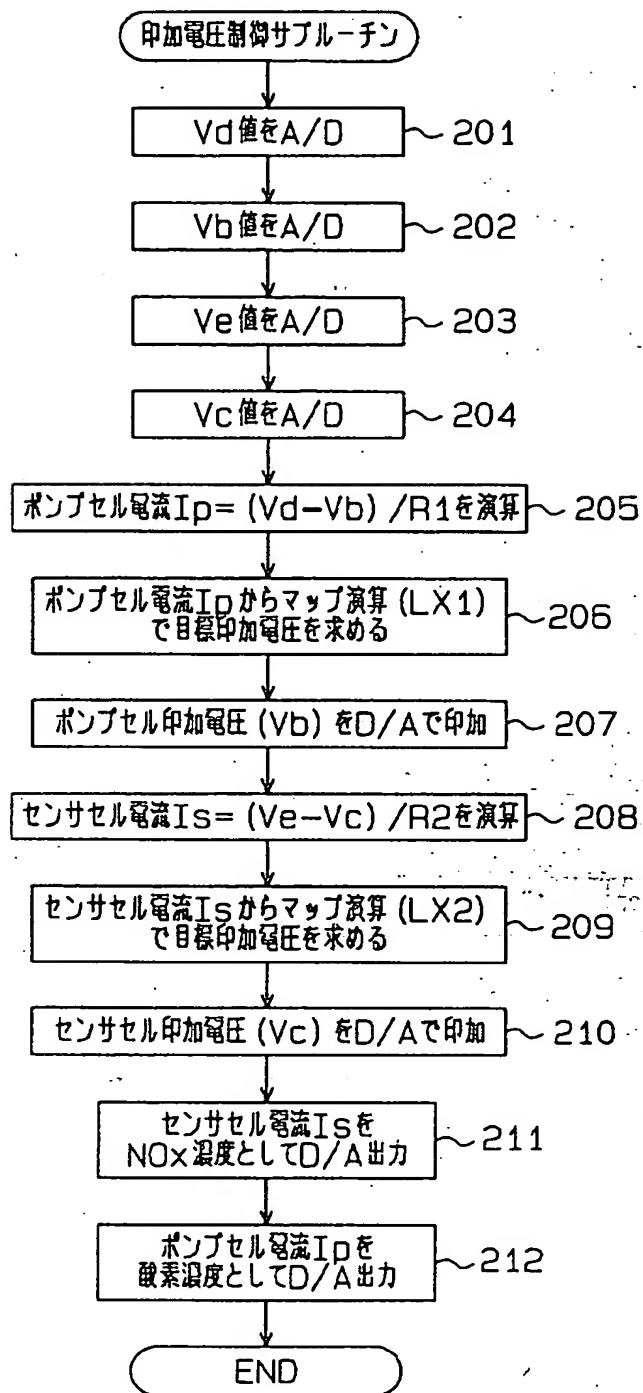 印加電圧制御サブルーチン
Vd値をA/D 201
Vb値をA/D 202
Ve値をA/D 203
Vc値をA/D 204
ポンプセル電流Ip=(Vd-Vb)/R1を演算 205
ポンプセル電流Ipからマップ演算(LX1)
で目標印加電圧を求める 206
ポンプセル印加電圧(Vb)をD/Aで印加 207
センサセル電流Is=(Ve-Vc)/R2を演算 208
センサセル電流Isからマップ演算(LX2)
で目標印加電圧を求める 209
センサセル印加電圧(Vc)をD/Aで印加 210
センサセル電流Isを
NOx濃度としてD/A出力 211
ポンプセル電流Ipを
酸素濃度としてD/A出力 212
END